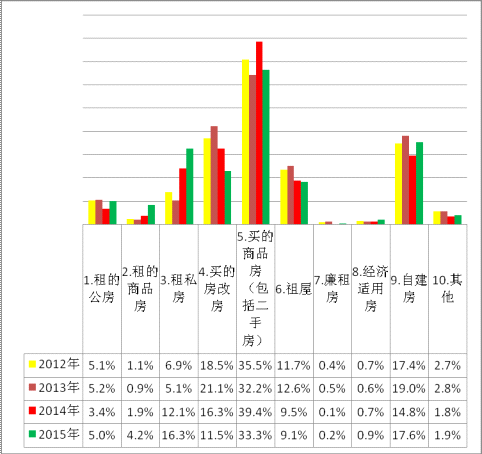 1.租的公房
2.租的商品房
3.租私房
4.买的房改房
5.买的商品房（包括二手房）
6.祖屋
7.廉租房
8.经济适用房
9.自建房
10.其他
2012年 5.1% 1.1% 6.9% 18.5% 35.5% 11.7% 0.4% 0.7% 17.4% 2.7%
2013年 5.2% 0.9% 5.1% 21.1% 32.2% 12.6% 0.5% 0.6% 19.0% 2.8%
2014年 3.4% 1.9% 12.1% 16.3% 39.4% 9.5% 0.1% 0.7% 14.8% 1.8%
2015年 5.0% 4.2% 16.3% 11.5% 33.3% 9.1% 0.2% 0.9% 17.6% 1.9%